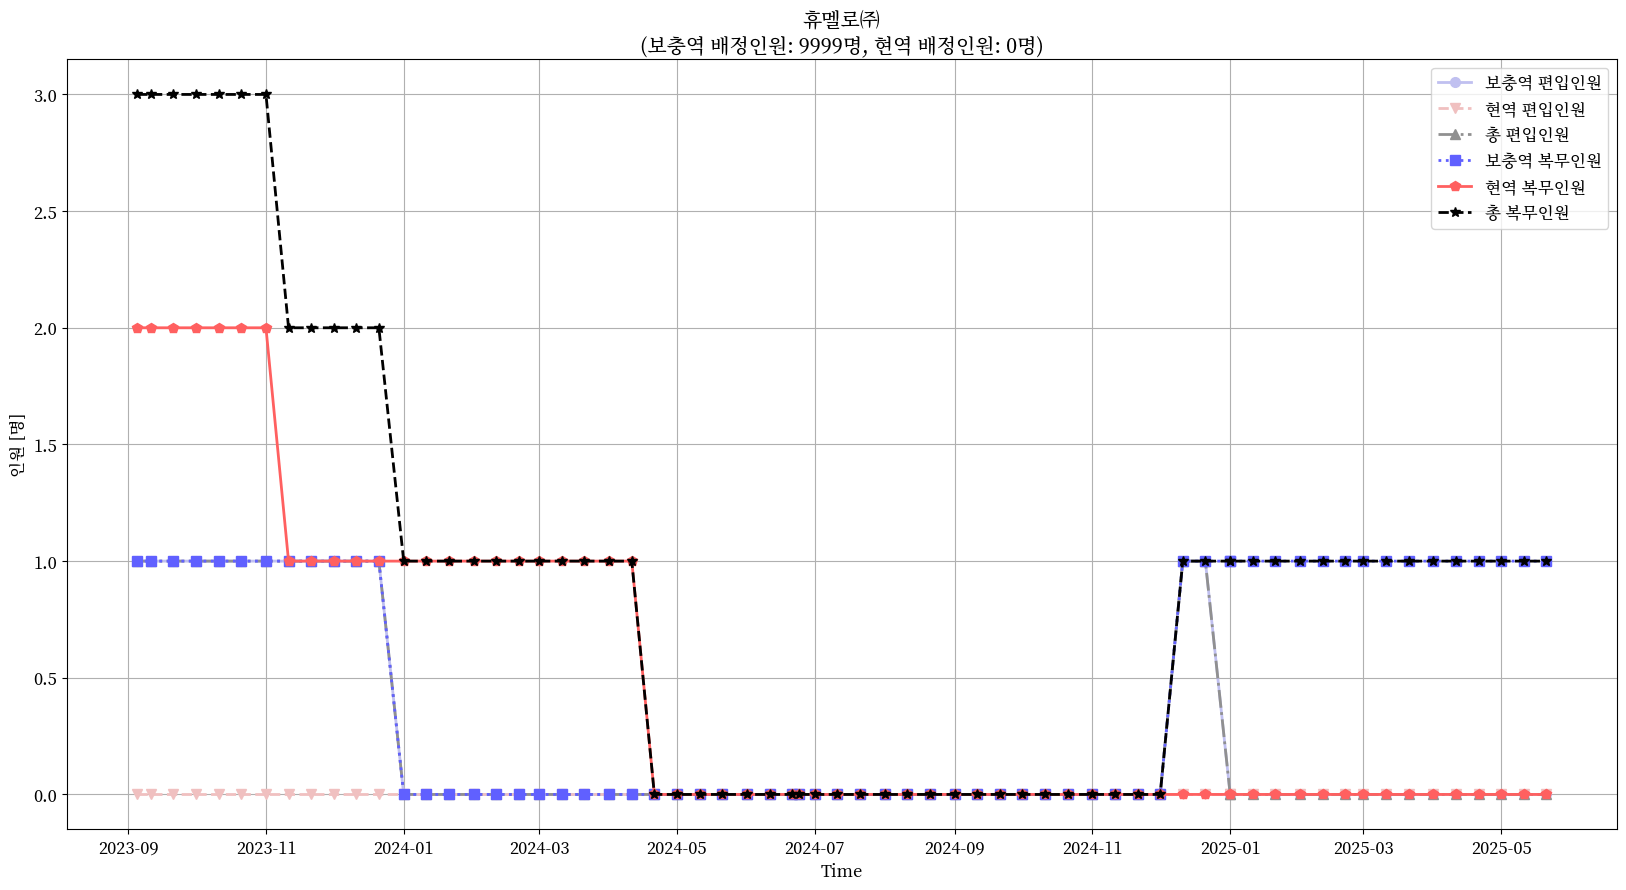 휴멜로㈜
(보충역 배정인원: 9999명, 현역 배정인원: 0명)
보충역 편입인원
현역 편입인원
총 편입인원
보충역 복무인원
현역 복무인원
총 복무인원
인원 [명]
3.0
2.5
2.0
1.5
1.0
0.5
0.0
2023-09 2023-11 2024-01 2024-03 2024-05 2024-07 2024-09 2024-11 2025-01 2025-03 2025-05
Time